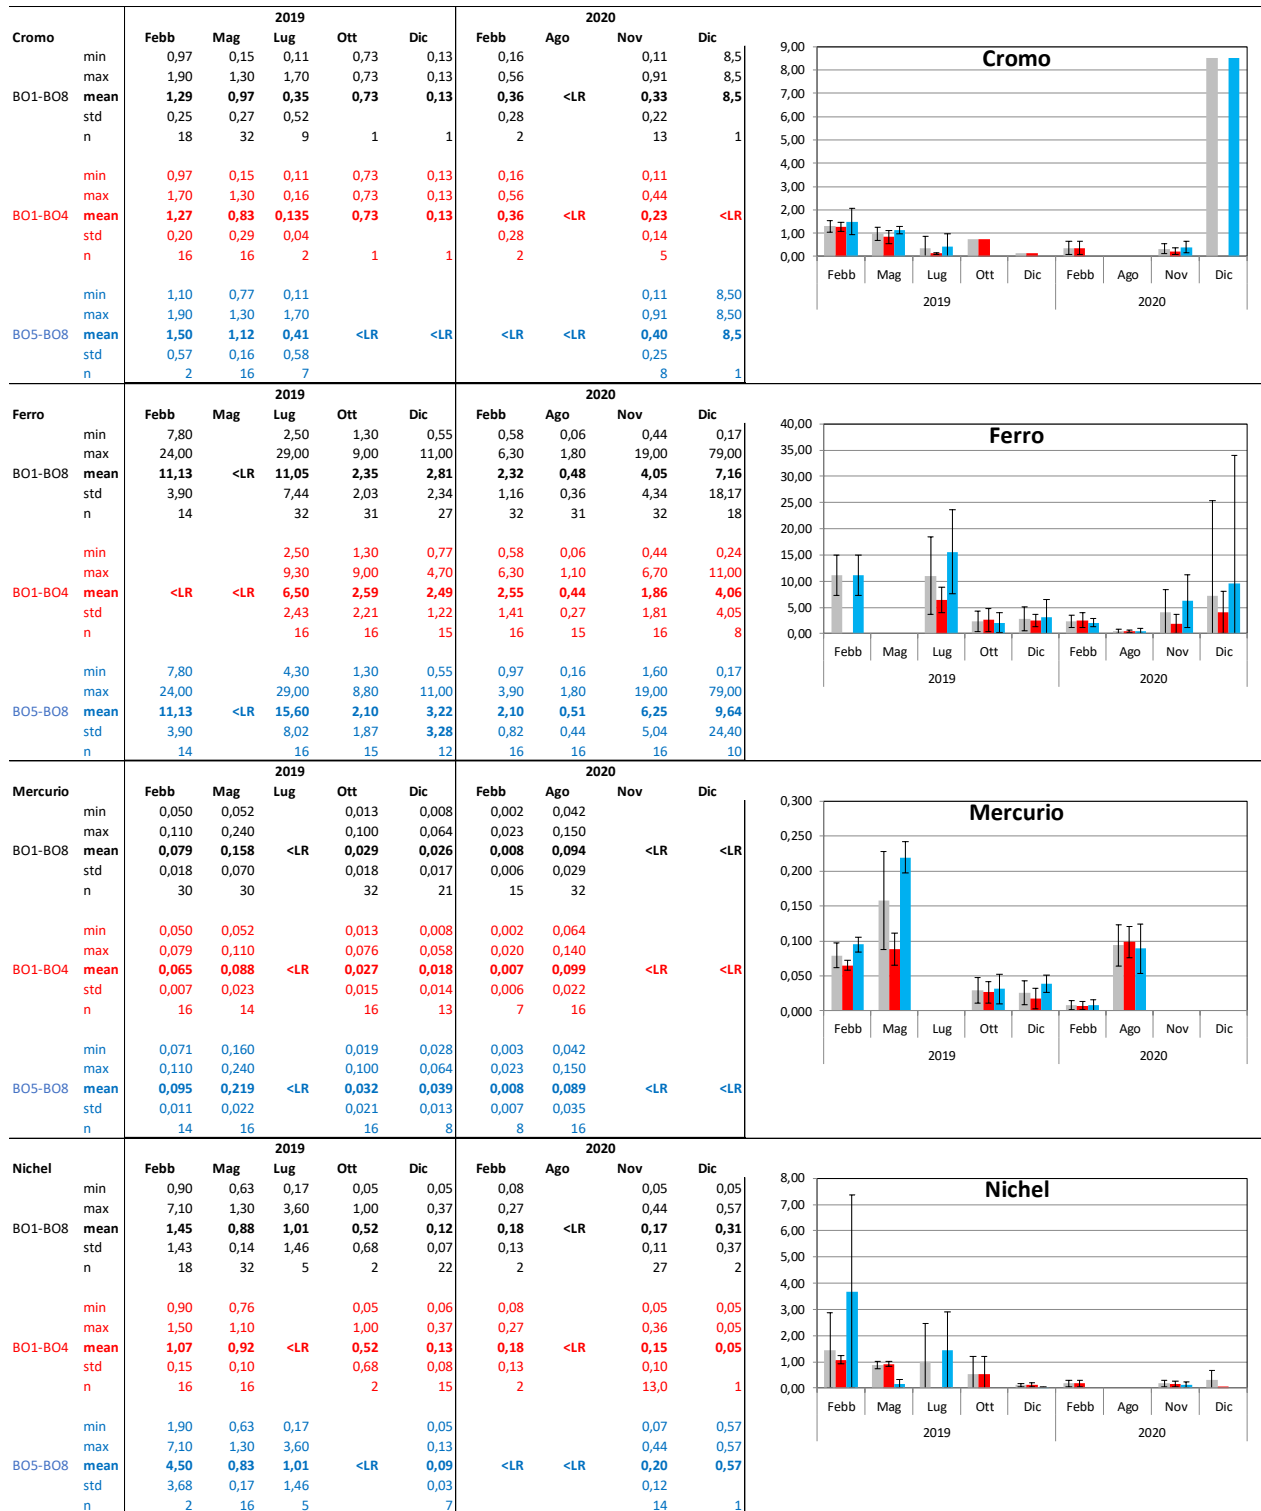 2019 2020
Cromo Febb Mag Lug Ott Dic Febb Ago Nov Dic
min 0,97 0,15 0,11 0,73 0,13 0,16 0,11 8,5
max 1,90 1,30 1,70 0,73 0,13 0,56 0,91 8,5
BO1-BO8 mean 1,29 0,97 0,35 0,73 0,13 0,36 <LR 0,33 8,5
std 0,25 0,27 0,52 0,28 0,22
n 18 32 9 1 1 2 13 1
min 0,97 0,15 0,11 0,73 0,13 0,16 0,11
max 1,70 1,30 0,16 0,73 0,13 0,56 0,44
BO1-BO4 mean 1,27 0,83 0,135 0,73 0,13 0,36 <LR 0,23 <LR
std 0,20 0,29 0,04 0,28 0,14
n 16 16 2 1 1 2 5
min 1,10 0,77 0,11 0,11 8,50
max 1,90 1,30 1,70 0,91 8,50
BO5-BO8 mean 1,50 1,12 0,41 <LR <LR <LR <LR 0,40 8,5
std 0,57 0,16 0,58 0,25
n 2 16 7 8 1
Cromo
9,00
8,00
7,00
6,00
5,00
4,00
3,00
2,00
1,00
0,00
Febb Mag Lug Ott Dic Febb Ago Nov Dic
2019 2020
2019 2020
Ferro Febb Mag Lug Ott Dic Febb Ago Nov Dic
min 7,80 2,50 1,30 0,55 0,58 0,06 0,44 0,17
max 24,00 29,00 9,00 11,00 6,30 1,80 19,00 79,00
BO1-BO8 mean 11,13 <LR 11,05 2,35 2,81 2,32 0,48 4,05 7,16
std 3,90 7,44 2,03 2,34 1,16 0,36 4,34 18,17
n 14 32 31 27 32 31 32 18
min 2,50 1,30 0,77 0,58 0,06 0,44 0,24
max 9,30 9,00 4,70 6,30 1,10 6,70 11,00
BO1-BO4 mean <LR <LR 6,50 2,59 2,49 2,55 0,44 1,86 4,06
std 2,43 2,21 1,22 1,41 0,27 1,81 4,05
n 16 16 15 16 15 16 8
min 7,80 4,30 1,30 0,55 0,97 0,16 1,60 0,17
max 24,00 29,00 8,80 11,00 3,90 1,80 19,00 79,00
BO5-BO8 mean 11,13 <LR 15,60 2,10 3,22 2,10 0,51 6,25 9,64
std 3,90 8,02 1,87 3,28 0,82 0,44 5,04 24,40
n 14 16 15 12 16 16 16 10
Ferro
40,00
35,00
30,00
25,00
20,00
15,00
10,00
5,00
0,00
Febb Mag Lug Ott Dic Febb Ago Nov Dic
2019 2020
2019 2020
Mercurio Febb Mag Lug Ott Dic Febb Ago Nov Dic
min 0,050 0,052 0,013 0,008 0,002 0,042
max 0,110 0,240 0,100 0,064 0,023 0,150
BO1-BO8 mean 0,079 0,158 <LR 0,029 0,026 0,008 0,094 <LR <LR
std 0,018 0,070 0,018 0,017 0,006 0,029
n 30 30 32 21 15 32
min 0,050 0,052 0,013 0,008 0,002 0,064
max 0,079 0,110 0,076 0,058 0,020 0,140
BO1-BO4 mean 0,065 0,088 <LR 0,027 0,018 0,007 0,099 <LR <LR
std 0,007 0,023 0,015 0,014 0,006 0,022
n 16 14 16 13 7 16
min 0,071 0,160 0,019 0,028 0,003 0,042
max 0,110 0,240 0,100 0,064 0,023 0,150
BO5-BO8 mean 0,095 0,219 <LR 0,032 0,039 0,008 0,089 <LR <LR
std 0,011 0,022 0,021 0,013 0,007 0,035
n 14 16 16 8 8 16
Mercurio
0,300
0,250
0,200
0,150
0,100
0,050
0,000
Febb Mag Lug Ott Dic Febb Ago Nov Dic
2019 2020
2019 2020
Nichel Febb Mag Lug Ott Dic Febb Ago Nov Dic
min 0,90 0,63 0,17 0,05 0,05 0,08 0,05 0,05
max 7,10 1,30 3,60 1,00 0,37 0,27 0,44 0,57
BO1-BO8 mean 1,45 0,88 1,01 0,52 0,12 0,18 <LR 0,17 0,31
std 1,43 0,14 1,46 0,68 0,07 0,13 0,11 0,37
n 18 32 5 2 22 2 27 2
min 0,90 0,76 0,05 0,06 0,08 0,05 0,05
max 1,50 1,10 1,00 0,37 0,27 0,36 0,05
BO1-BO4 mean 1,07 0,92 <LR 0,52 0,13 0,18 <LR 0,15 0,05
std 0,15 0,10 0,68 0,08 0,13 0,10
n 16 16 2 15 2 13,0 1
min 1,90 0,63 0,17 0,05 0,07 0,57
max 7,10 1,30 3,60 0,13 0,44 0,57
BO5-BO8 mean 4,50 0,83 1,01 <LR 0,09 <LR <LR 0,20 0,57
std 3,68 0,17 1,46 0,03 0,12
n 2 16 5 7 14 1
Nichel
8,00
7,00
6,00
5,00
4,00
3,00
2,00
1,00
0,00
Febb Mag Lug Ott Dic Febb Ago Nov Dic
2019 2020